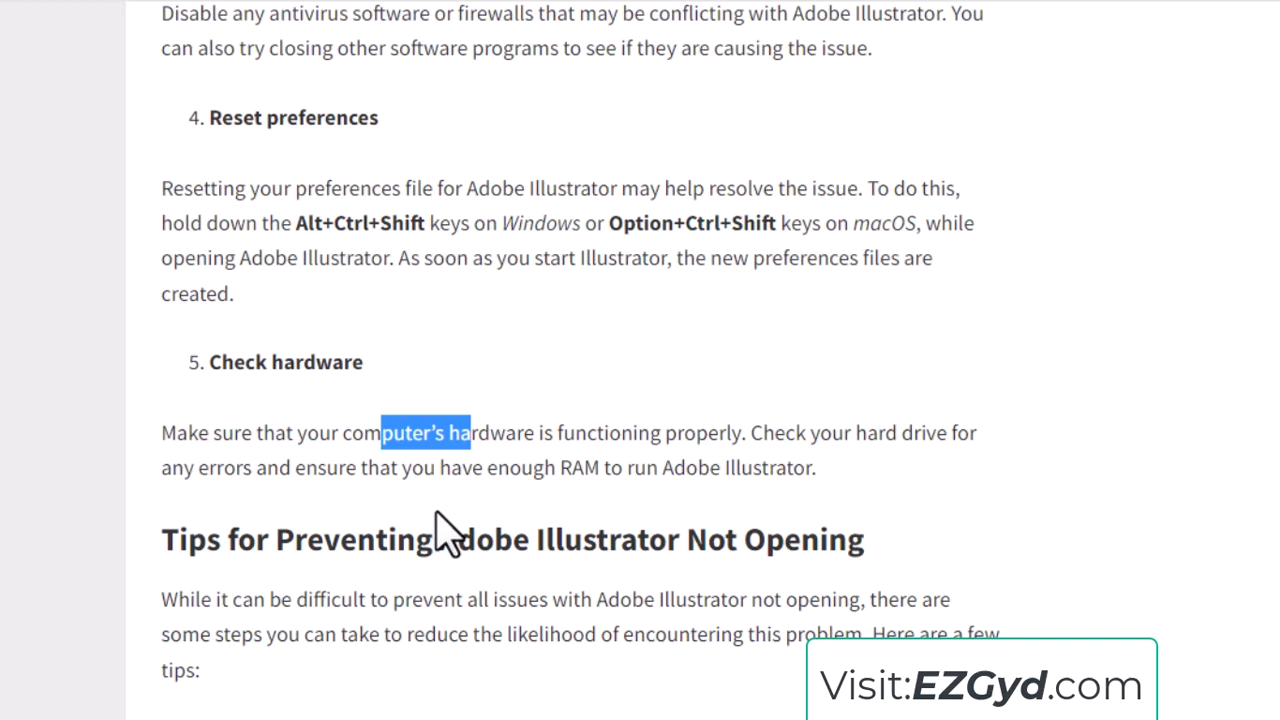 Disable any antivirus software or firewalls that may be conflicting with Adobe Illustrator. You
can also try closing other software programs to see if they are causing the issue.
4. Reset preferences
Resetting your preferences file for Adobe Illustrator may help resolve the issue. To do this,
hold down the Alt+Ctrl+Shift keys on Windows or Option+Ctrl+Shift keys on macOS, while
opening Adobe Illustrator. As soon as you start Illustrator, the new preferences files are
created.
5. Check hardware
Make sure that your computer’s hardware is functioning properly. Check your hard drive for
any errors and ensure that you have enough RAM to run Adobe Illustrator.
Tips for Preventing Adobe Illustrator Not Opening
While it can be difficult to prevent all issues with Adobe Illustrator not opening, there are
some steps you can take to reduce the likelihood of encountering this problem. Here are a few
tips:
Visit:EZGyd.com